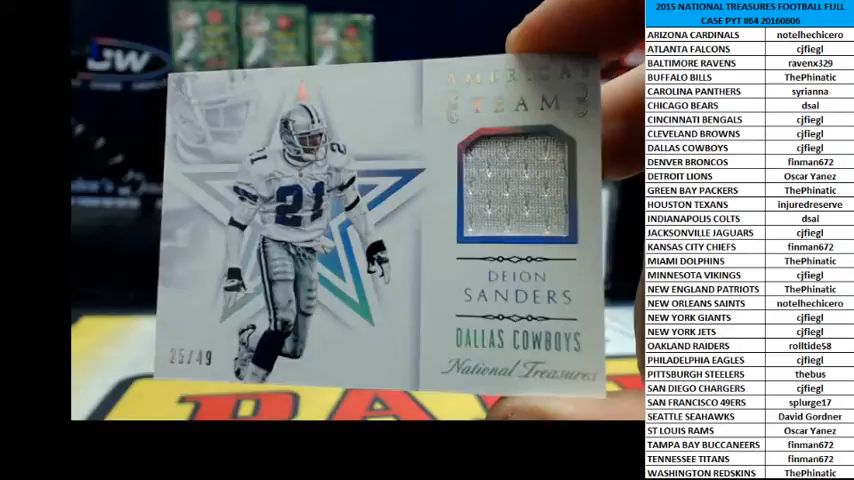 CW
AMERICA'S
TEAM
21
21
DEION
SANDERS
DALLAS COWBOYS
National Treasures
25/49
2015 NATIONAL TREASURES FOOTBALL FULL
CASE PYT #64 20160606
ARIZONA CARDINALS notelhechicero
ATLANTA FALCONS cjfiegl
BALTIMORE RAVENS ravenx329
BUFFALO BILLS ThePhinatic
CAROLINA PANTHERS syrianna
CHICAGO BEARS dsal
CINCINNATI BENGALS cjfiegl
CLEVELAND BROWNS cjfiegl
DALLAS COWBOYS cjfiegl
DENVER BRONCOS finman672
DETROIT LIONS Oscar Yanez
GREEN BAY PACKERS ThePhinatic
HOUSTON TEXANS injuredreserve
INDIANAPOLIS COLTS dsal
JACKSONVILLE JAGUARS cjfiegl
KANSAS CITY CHIEFS finman672
MIAMI DOLPHINS ThePhinatic
MINNESOTA VIKINGS cjfiegl
NEW ENGLAND PATRIOTS ThePhinatic
NEW ORLEANS SAINTS notelhechicero
NEW YORK GIANTS cjfiegl
NEW YORK JETS cjfiegl
OAKLAND RAIDERS rolltide58
PHILADELPHIA EAGLES cjfiegl
PITTSBURGH STEELERS thebus
SAN DIEGO CHARGERS cjfiegl
SAN FRANCISCO 49ERS splurge17
SEATTLE SEAHAWKS David Gordner
ST LOUIS RAMS Oscar Yanez
TAMPA BAY BUCCANEERS finman672
TENNESSEE TITANS finman672
WASHINGTON REDSKINS ThePhinatic